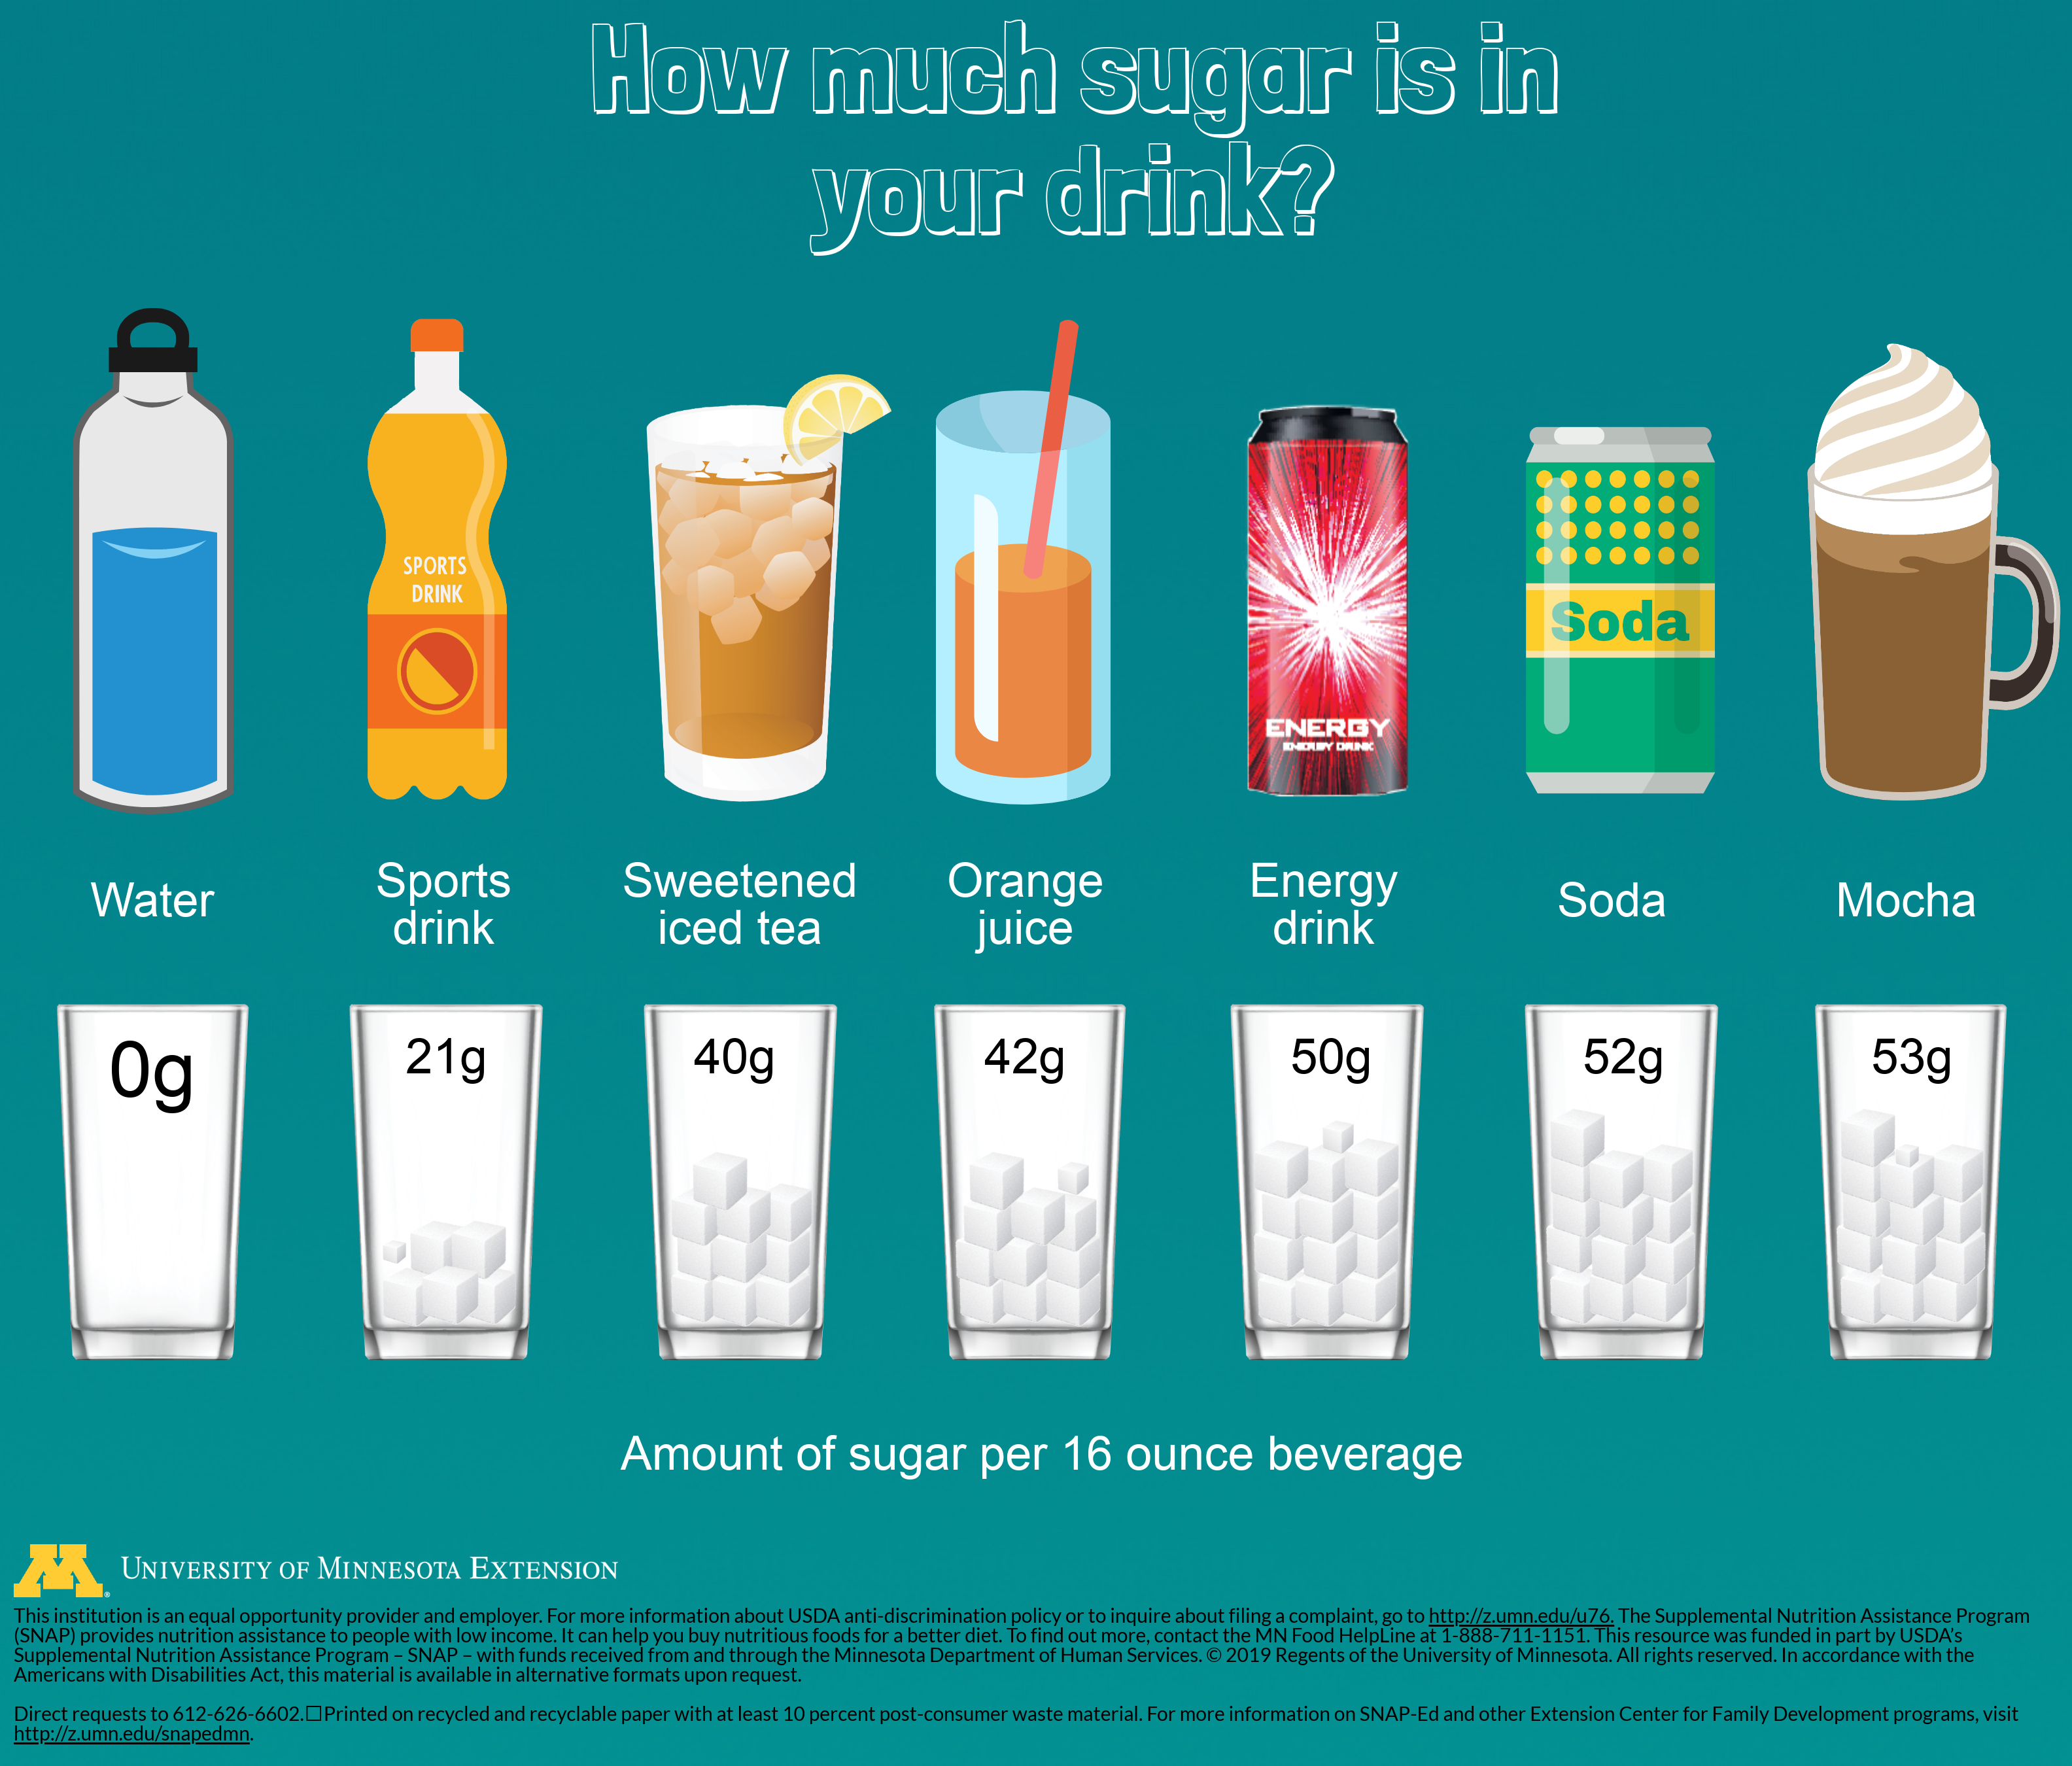 How much sugar is in
your drink?
SPORTS
DRINK
ENERGY
ENERGY DRINK
Soda
Water
Sports
drink
Sweetened
iced tea
Orange
juice
Energy
drink
Soda
Mocha
0g
21g
40g
42g
50g
52g
53g
Amount of sugar per 16 ounce beverage
M®
UNIVERSITY OF MINNESOTA EXTENSION
This institution is an equal opportunity provider and employer. For more information about USDA anti-discrimination policy or to inquire about filing a complaint, go to http://z.umn.edu/u76. The Supplemental Nutrition Assistance Program
(SNAP) provides nutrition assistance to people with low income. It can help you buy nutritious foods for a better diet. To find out more, contact the MN Food HelpLine at 1-888-711-1151. This resource was funded in part by USDA's
Supplemental Nutrition Assistance Program – SNAP – with funds received from and through the Minnesota Department of Human Services. © 2019 Regents of the University of Minnesota. All rights reserved. In accordance with the
Americans with Disabilities Act, this material is available in alternative formats upon request.
Direct requests to 612-626-6602.□Printed on recycled and recyclable paper with at least 10 percent post-consumer waste material. For more information on SNAP-Ed and other Extension Center for Family Development programs, visit
http://z.umn.edu/snapedmn.